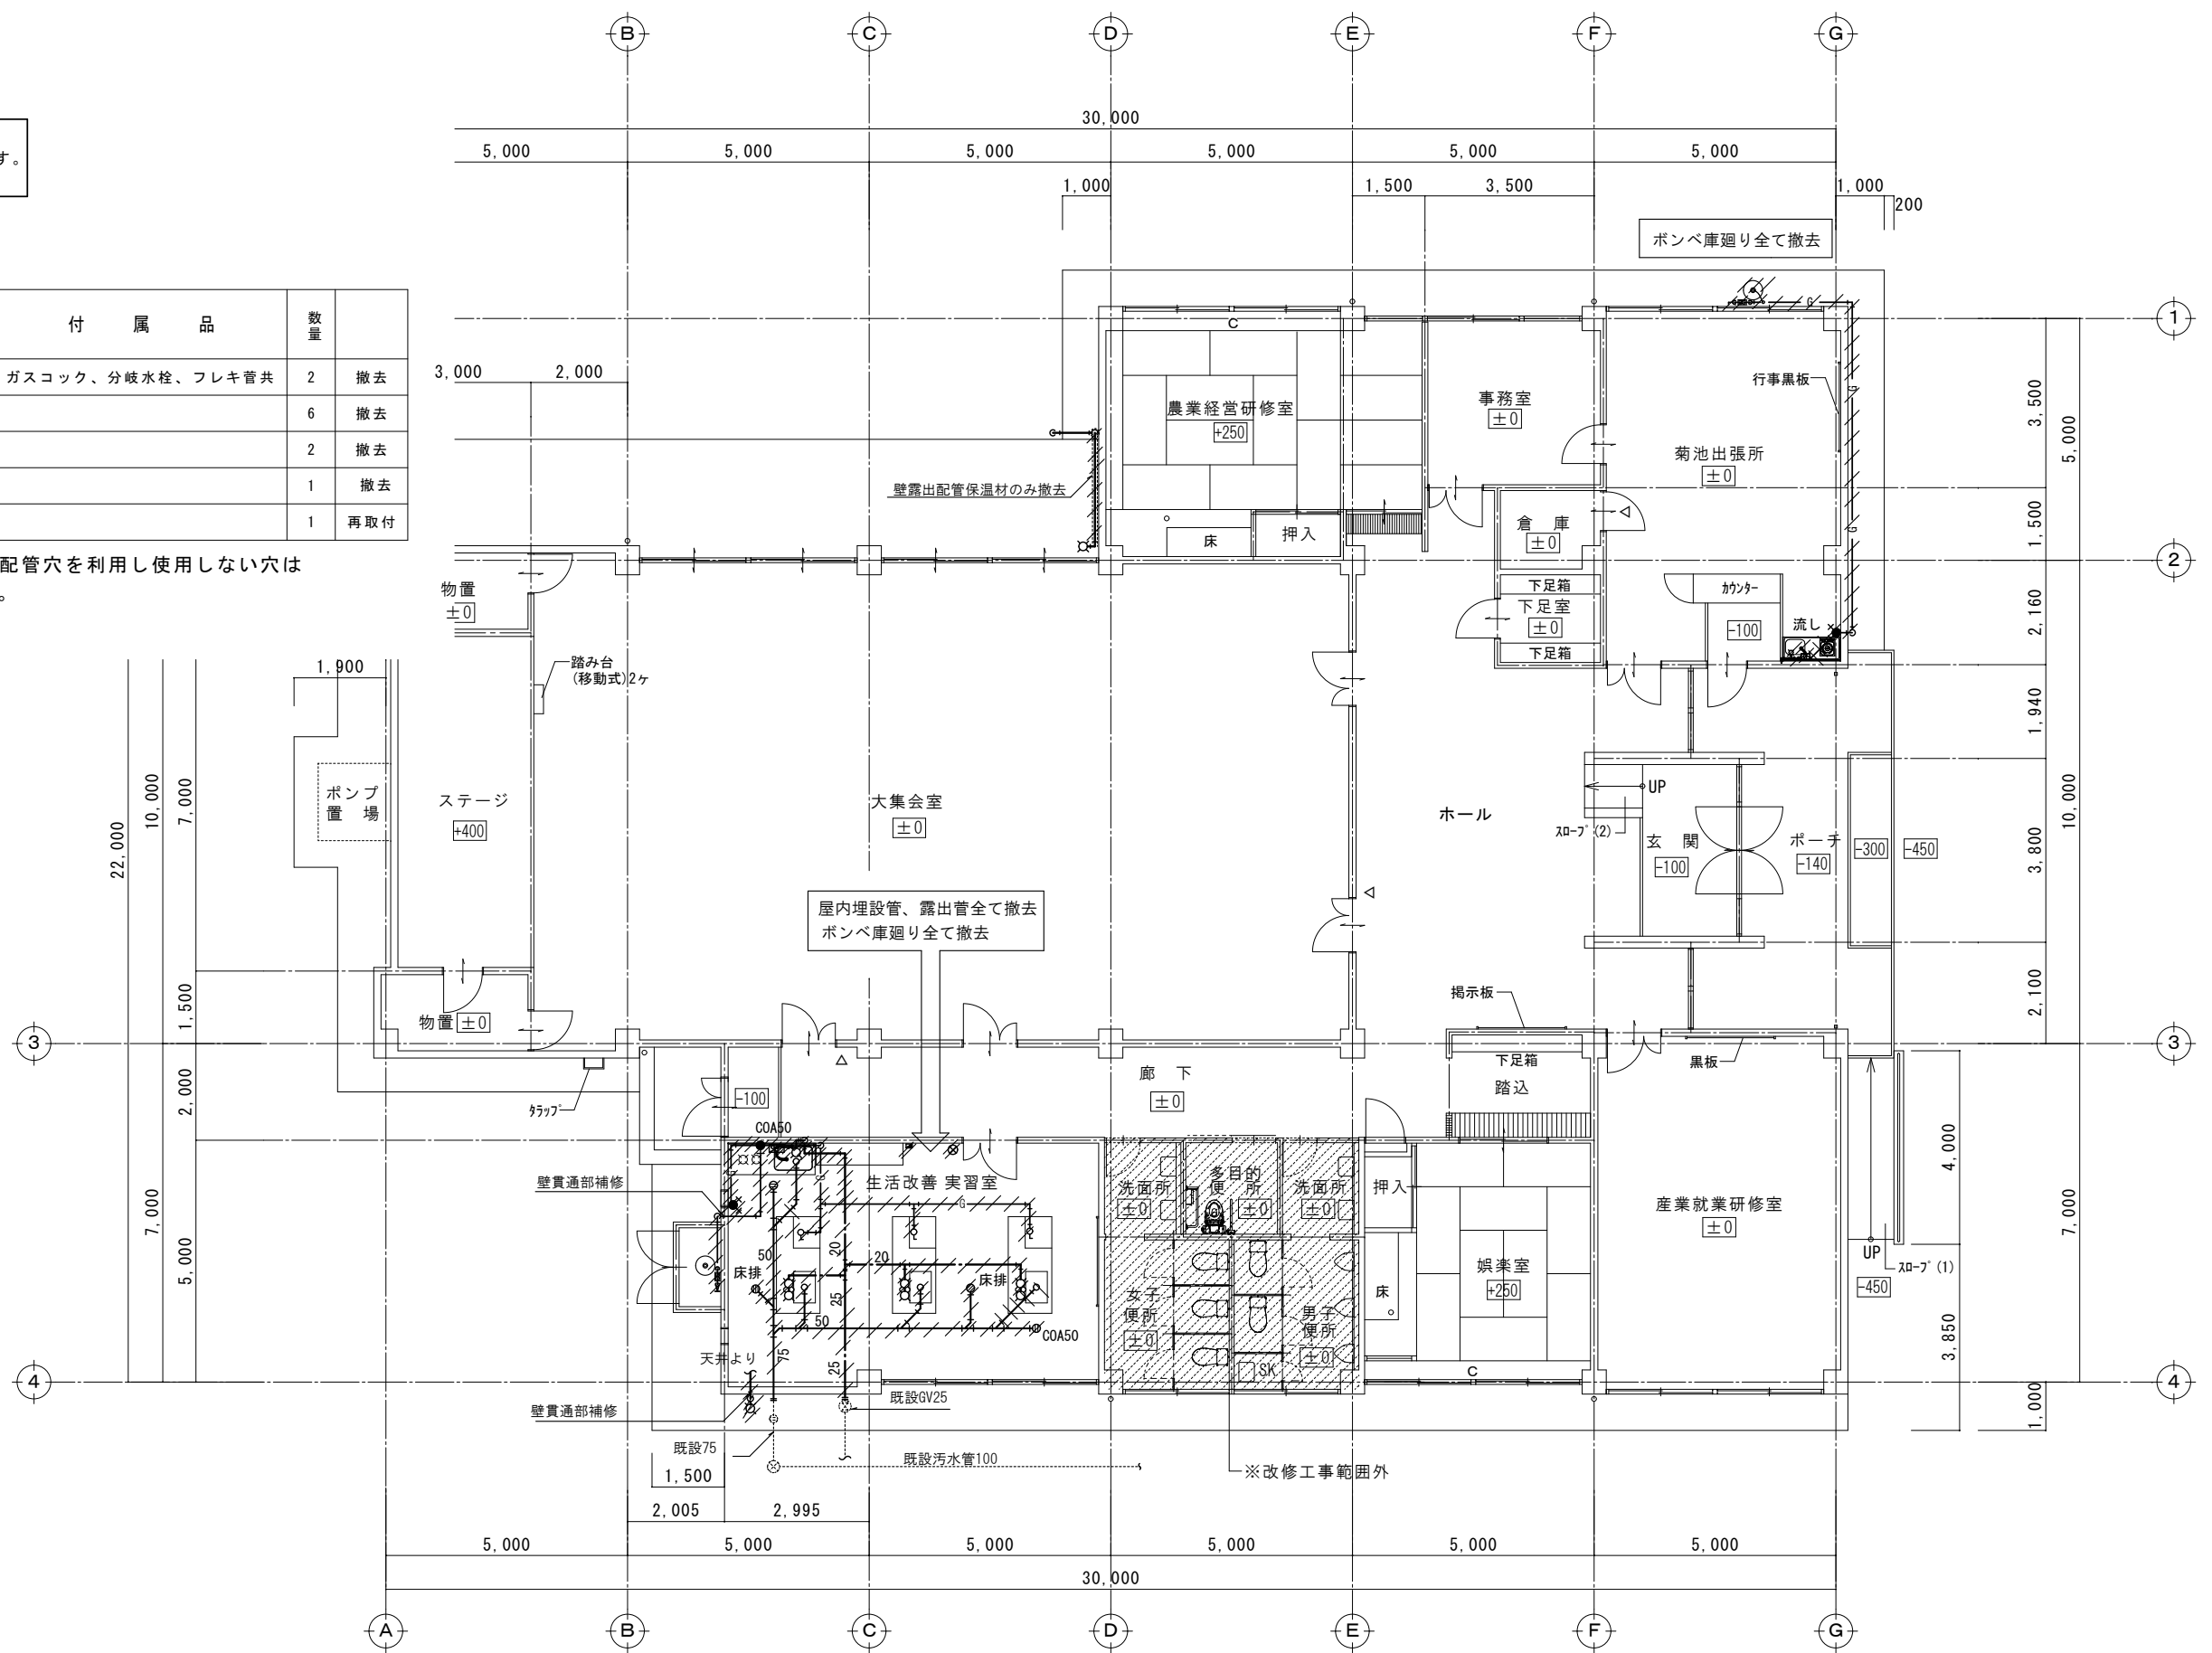 B
C
D
E
F
G
30,000
5,000
5,000
5,000
5,000
5,000
5,000
1,000
1,500
3,500
1,000
200
す。
ボンベ庫廻り全て撤去
付 属 品
数量
ガスコック、分岐水栓、フレキ菅共 2 撤去
6 撤去
2 撤去
1 撤去
1 再取付
配管穴を利用し使用しない穴は
。
3,000
2,000
C
G
1
農業経営研修室
+250
事務室
±0
行事黒板
G
菊池出張所
±0
3,500
5,000
壁露出配管保温材のみ撤去
床
押入
倉 庫
±0
G
1,500
2
物置
±0
下足箱
下足室
±0
下足箱
カウンター
-100
流し
2,160
踏み台
(移動式)2ヶ
1,900
1,940
ポンプ
置 場
ステージ
+400
大集会室
±0
ホール
UP
スロープ(2)
玄 関
-100
ポーチ
-140
-300
-450
22,000
10,000
7,000
3,800
10,000
屋内埋設管、露出菅全て撤去
ボンベ庫廻り全て撤去
掲示板
2,100
1,500
物置
±0
3
3
下足箱
踏込
黒板
廊 下
±0
-100
タラップ
COA50
2,000
4,000
壁貫通部補修
生活改善 実習室
G
G
洗面所
±0
多目的
便 所
±0
洗面所
±0
押入
産業就業研修室
±0
7,000
5,000
7,000
50
20
20
床排
床排
25
50
COA50
女子
便所
±0
男子
便所
±0
SK
床
娯楽室
+250
UP
スロープ(1)
-450
3,850
天井より
75
25
C
4
4
壁貫通部補修
既設GV25
既設75
既設汚水管100
※改修工事範囲外
1,000
1,500
2,005
2,995
5,000
5,000
5,000
5,000
5,000
5,000
30,000
A
B
C
D
E
F
G